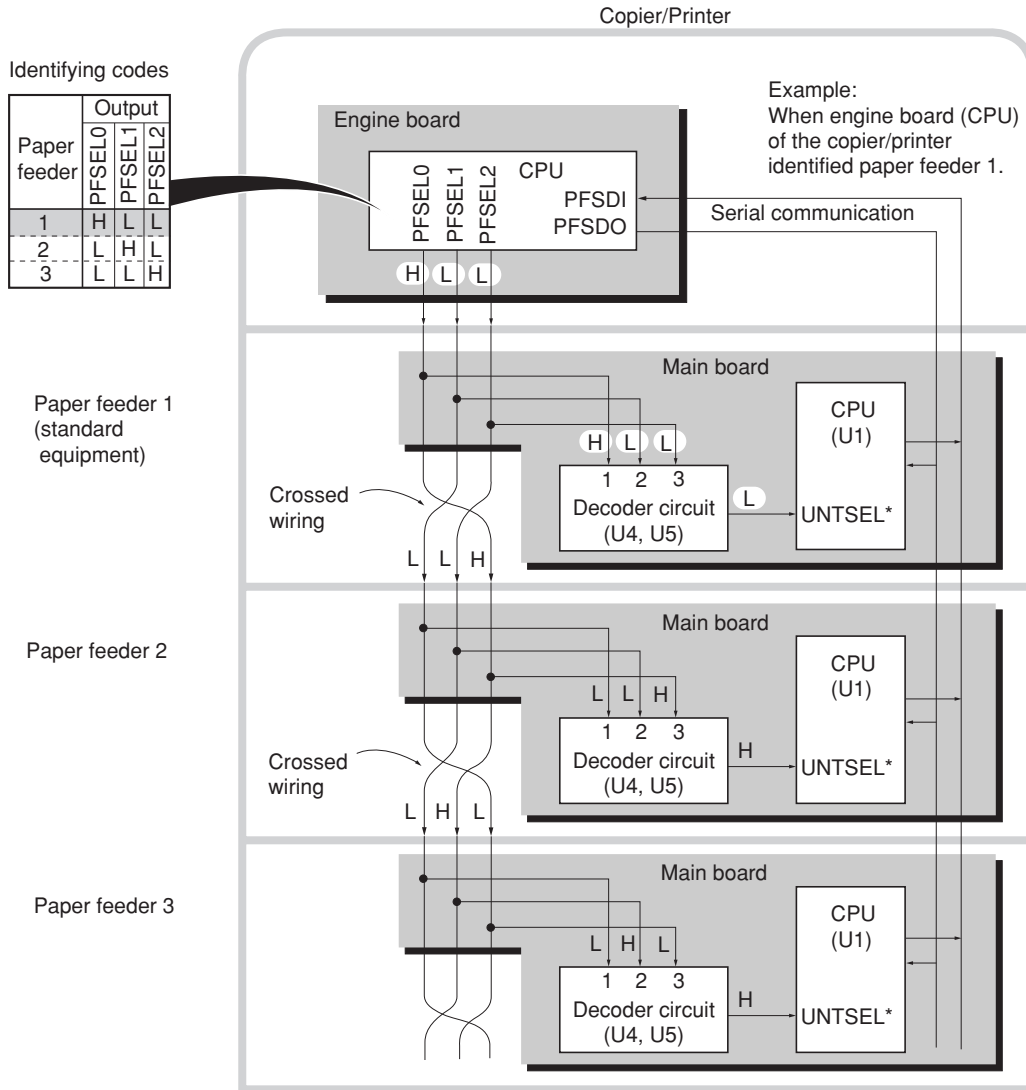 Copier/Printer
Identifying codes
Output
Paper
feeder
PFSEL0
PFSEL1
PFSEL2
1 H L L
2 L H L
3 L L H
Engine board
CPU
PFSEL0
PFSEL1
PFSEL2
PFSDI
PFSDO
Example:
When engine board (CPU)
of the copier/printer
identified paper feeder 1.
Serial communication
H L L
Paper feeder 1
(standard
equipment)
Main board
H L L
1 2 3
Decoder circuit
(U4, U5)
L
CPU
(U1)
UNTSEL*
Crossed
wiring
L L H
Paper feeder 2
Main board
L L H
1 2 3
Decoder circuit
(U4, U5)
H
CPU
(U1)
UNTSEL*
Crossed
wiring
L H L
Paper feeder 3
Main board
L H L
1 2 3
Decoder circuit
(U4, U5)
H
CPU
(U1)
UNTSEL*